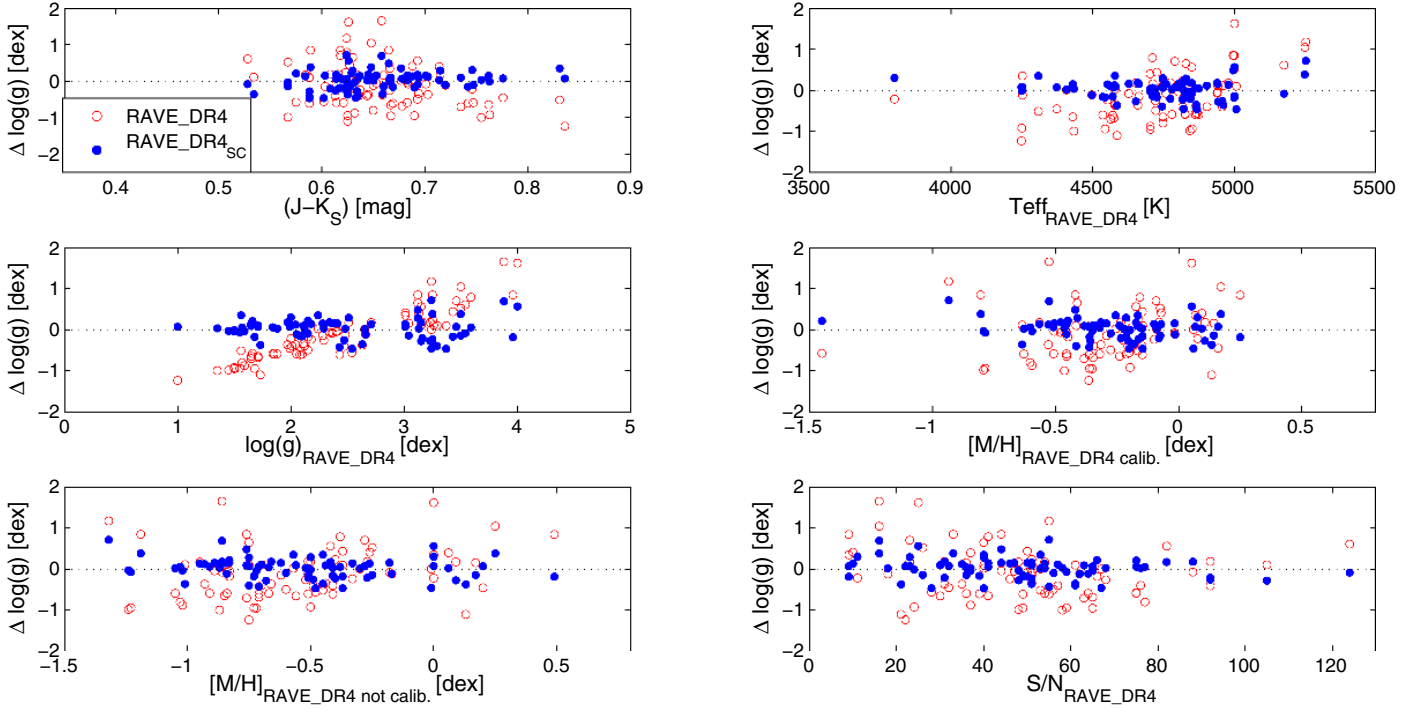 2
1
0
−1
−2
Δ log(g) [dex]
RAVE_DR4
RAVE_DR4SC
0.4 0.5 0.6 0.7 0.8 0.9
(J−KS) [mag]
2
1
0
−1
−2
Δ log(g) [dex]
3500 4000 4500 5000 5500
TeffRAVE_DR4 [K]
2
1
0
−1
−2
Δ log(g) [dex]
0 1 2 3 4 5
log(g)RAVE_DR4 [dex]
2
1
0
−1
−2
Δ log(g) [dex]
−1.5 −1 −0.5 0 0.5
[M/H]RAVE_DR4 calib. [dex]
2
1
0
−1
−2
Δ log(g) [dex]
−1.5 −1 −0.5 0 0.5
[M/H]RAVE_DR4 not calib. [dex]
2
1
0
−1
−2
Δ log(g) [dex]
0 20 40 60 80 100 120
S/NRAVE_DR4